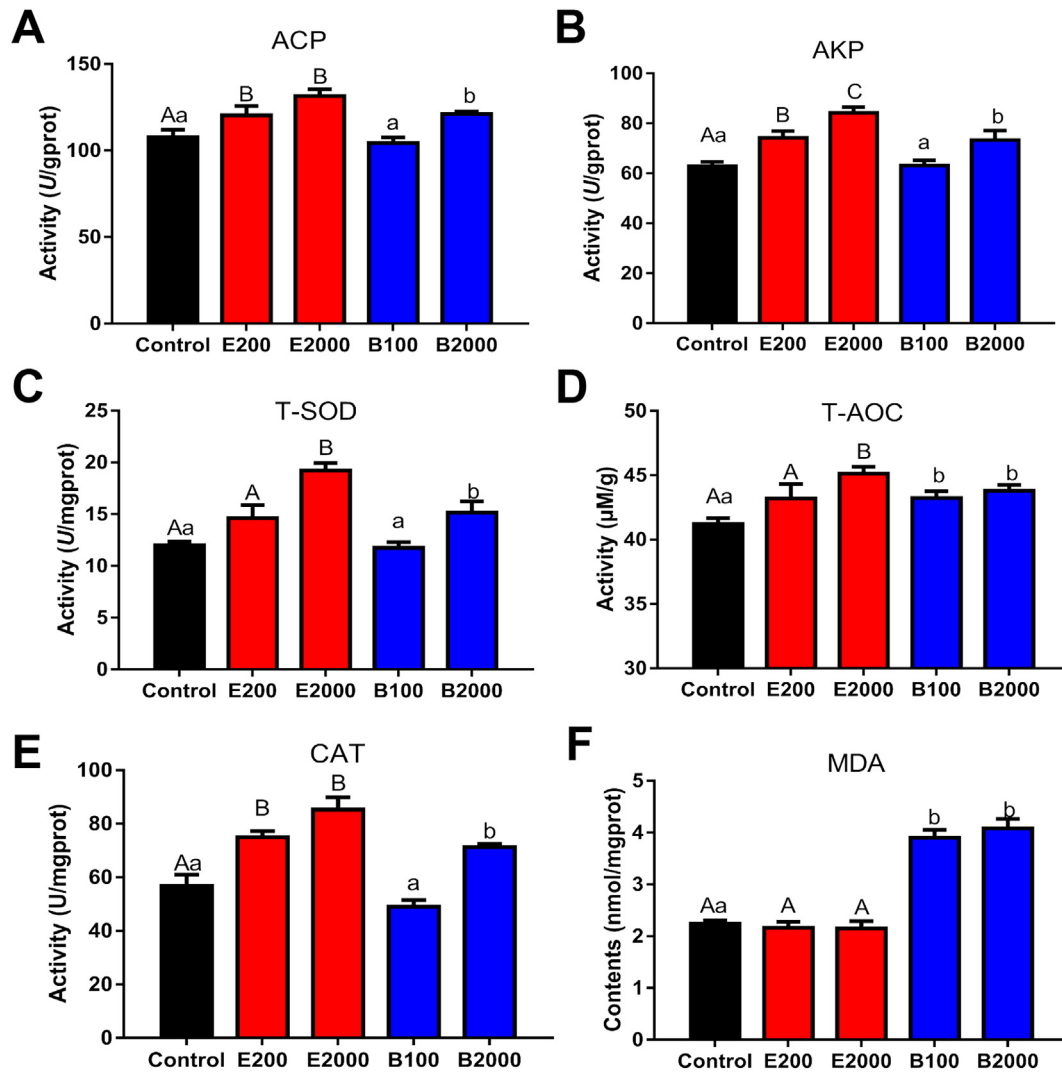 A
ACP
Activity (U/gprot)
150
100
50
0
Aa
B
B
a
b
Control E200 E2000 B100 B2000
B
AKP
Activity (U/gprot)
100
80
60
40
20
0
Aa
B
C
a
b
Control E200 E2000 B100 B2000
C
T-SOD
Activity (U/mgprot)
25
20
15
10
5
0
Aa
A
B
a
b
Control E200 E2000 B100 B2000
D
T-AOC
Activity (μM/g)
50
45
40
35
30
Aa
A
B
b
b
Control E200 E2000 B100 B2000
E
CAT
Activity (U/mgprot)
100
80
60
40
20
0
Aa
B
B
a
b
Control E200 E2000 B100 B2000
F
MDA
Contents (nmol/mgprot)
5
4
3
2
1
0
Aa
A
A
b
b
Control E200 E2000 B100 B2000